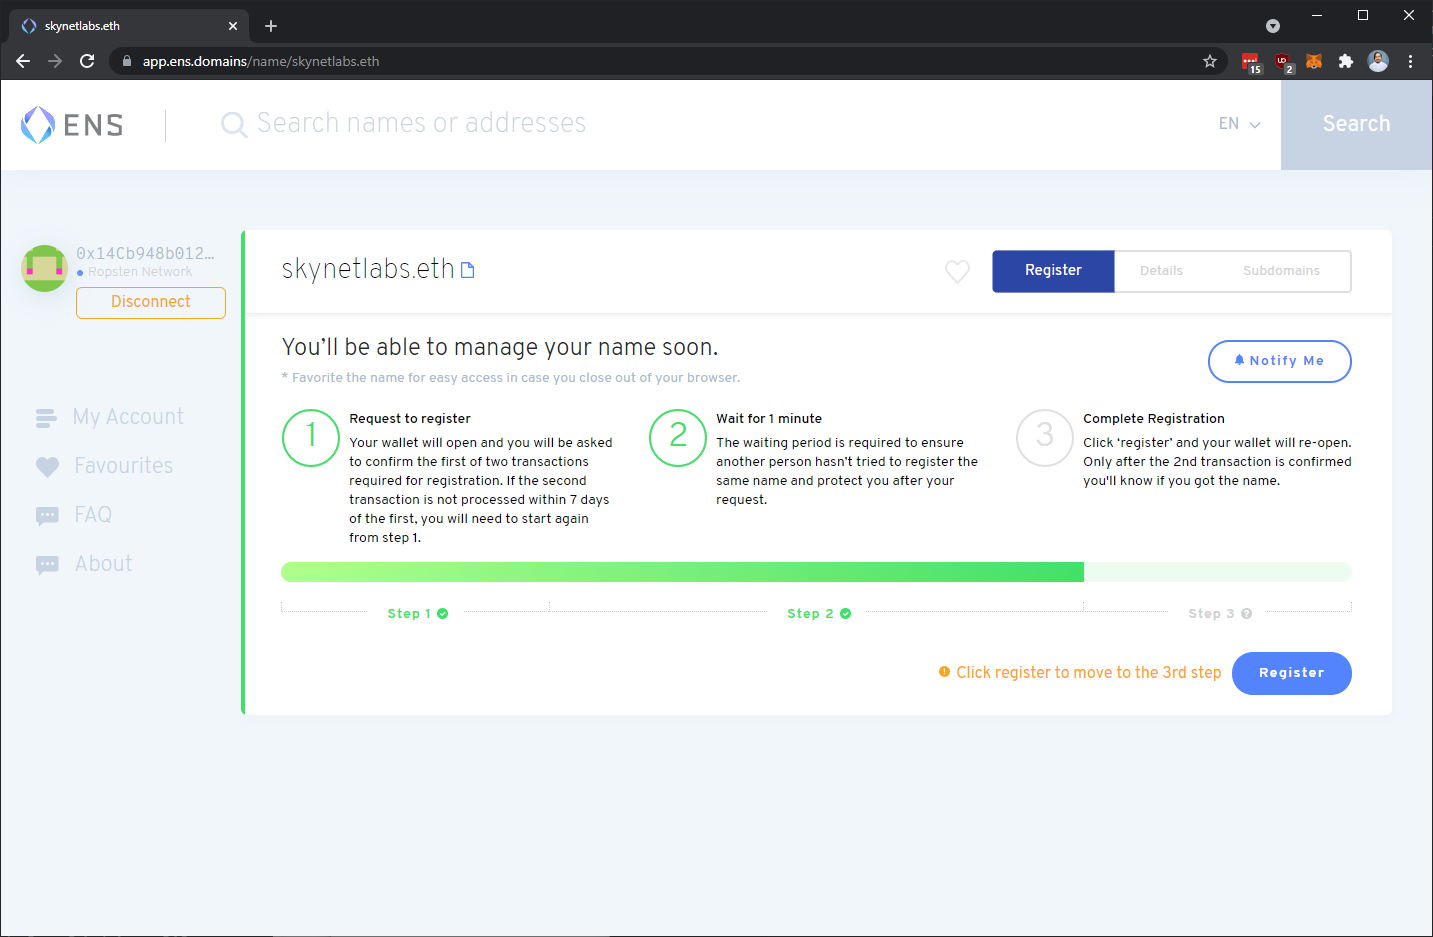 skynetlabs.eth
app.ens.domains/name/skynetlabs.eth
15
2
ENS
Search names or addresses
EN
Search
0x14Cb948b012...
Ropsten Network
Disconnect
My Account
Favourites
FAQ
About
skynetlabs.eth
Register
Details
Subdomains
You’ll be able to manage your name soon.
* Favorite the name for easy access in case you close out of your browser.
Notify Me
1
Request to register
Your wallet will open and you will be asked
to confirm the first of two transactions
required for registration. If the second
transaction is not processed within 7 days
of the first, you will need to start again
from step 1.
2
Wait for 1 minute
The waiting period is required to ensure
another person hasn’t tried to register the
same name and protect you after your
request.
3
Complete Registration
Click ‘register’ and your wallet will re-open.
Only after the 2nd transaction is confirmed
you'll know if you got the name.
Step 1
Step 2
Step 3
Click register to move to the 3rd step
Register